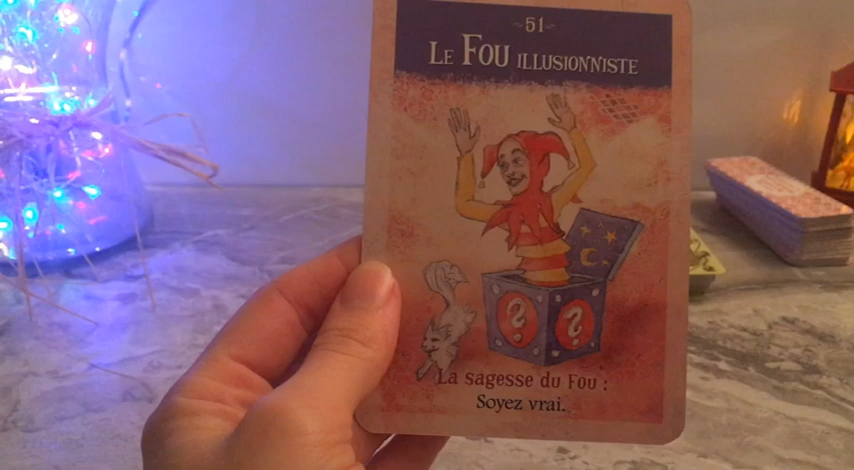 51
LE FOU ILLUSIONNISTE
La sagesse du Fou :
Soyez vrai.